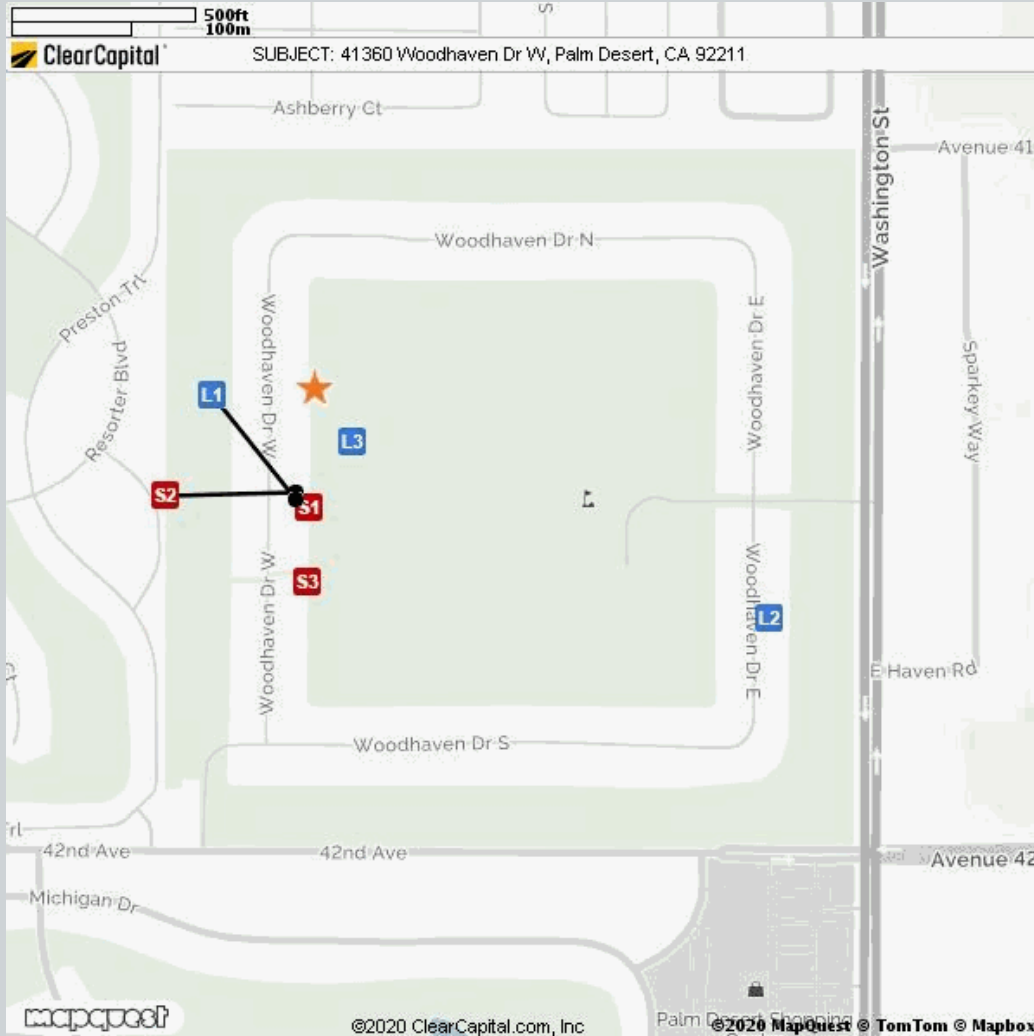 500ft
100m
ClearCapital
SUBJECT: 41360 Woodhaven Dr W, Palm Desert, CA 92211
S
Ashberry Ct
Washington St
Avenue 41
Woodhaven Dr N
Preston Trl
Woodhaven Dr W
Woodhaven Dr E
Resorter Blvd
Sparkey Way
L1
L3
S2
S1
S3
Woodhaven Dr W
Woodhaven Dr E
L2
E Haven Rd
Ct
Woodhaven Dr S
Trl
42nd Ave
42nd Ave
Avenue 42
Michigan Dr
Palm Desert Shopping
mapquest
©2020 ClearCapital.com, Inc
©2020 MapQuest © TomTom © Mapbox